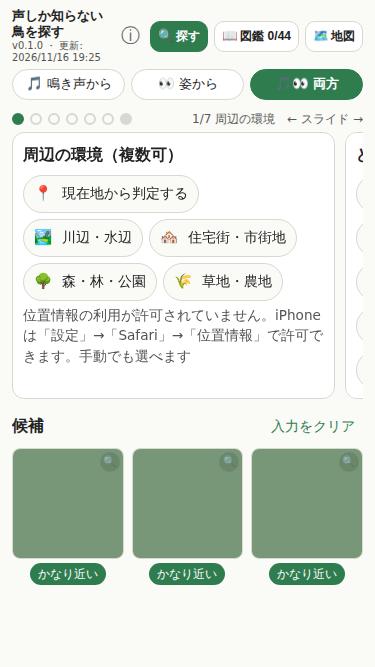 声しか知らない
鳥を探す
v0.1.0 · 更新:
2026/11/16 19:25
ⓘ
🔍 探す
📖 図鑑 0/44
🗺️ 地図
🎵 鳴き声から
👀 姿から
🎵👀 両方
1/7 周辺の環境 ← スライド →
周辺の環境（複数可）
📍 現在地から判定する
🏞️ 川辺・水辺
🏘️ 住宅街・市街地
🌳 森・林・公園
🌾 草地・農地
位置情報の利用が許可されていません。iPhone
は「設定」→「Safari」→「位置情報」で許可で
きます。手動でも選べます
候補
入力をクリア
かなり近い
かなり近い
かなり近い